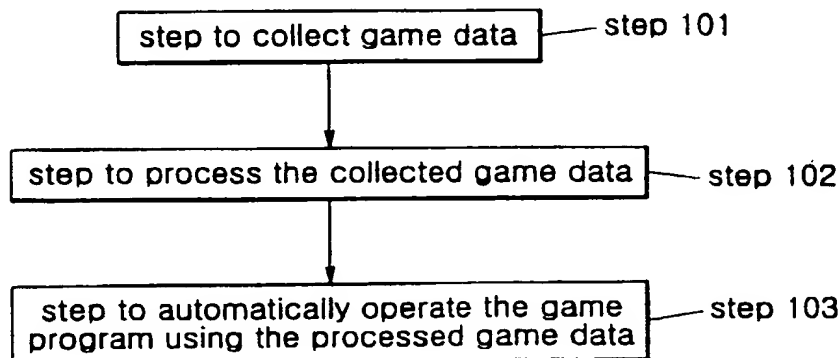 step to collect game data
step 101
step to process the collected game data
step 102
step to automatically operate the game
program using the processed game data
step 103